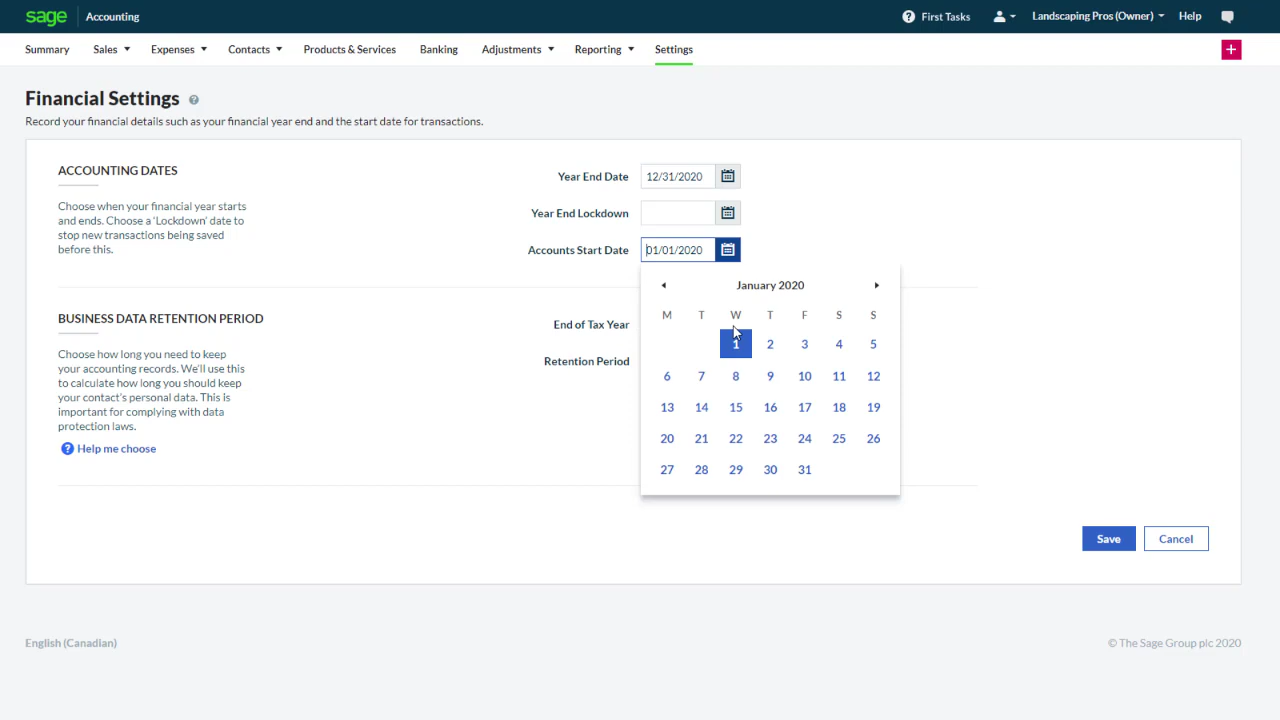 sage Accounting First Tasks Landscaping Pros (Owner) Help
Summary Sales Expenses Contacts Products & Services Banking Adjustments Reporting Settings +
Financial Settings ?
Record your financial details such as your financial year end and the start date for transactions.
ACCOUNTING DATES
Choose when your financial year starts
and ends. Choose a 'Lockdown' date to
stop new transactions being saved
before this.
Year End Date 12/31/2020
Year End Lockdown
Accounts Start Date 01/01/2020
January 2020
M T W T F S S
1 2 3 4 5
6 7 8 9 10 11 12
13 14 15 16 17 18 19
20 21 22 23 24 25 26
27 28 29 30 31
BUSINESS DATA RETENTION PERIOD
Choose how long you need to keep
your accounting records. We'll use this
to calculate how long you should keep
your contact's personal data. This is
important for complying with data
protection laws.
? Help me choose
End of Tax Year
Retention Period
Save Cancel
English (Canadian) © The Sage Group plc 2020